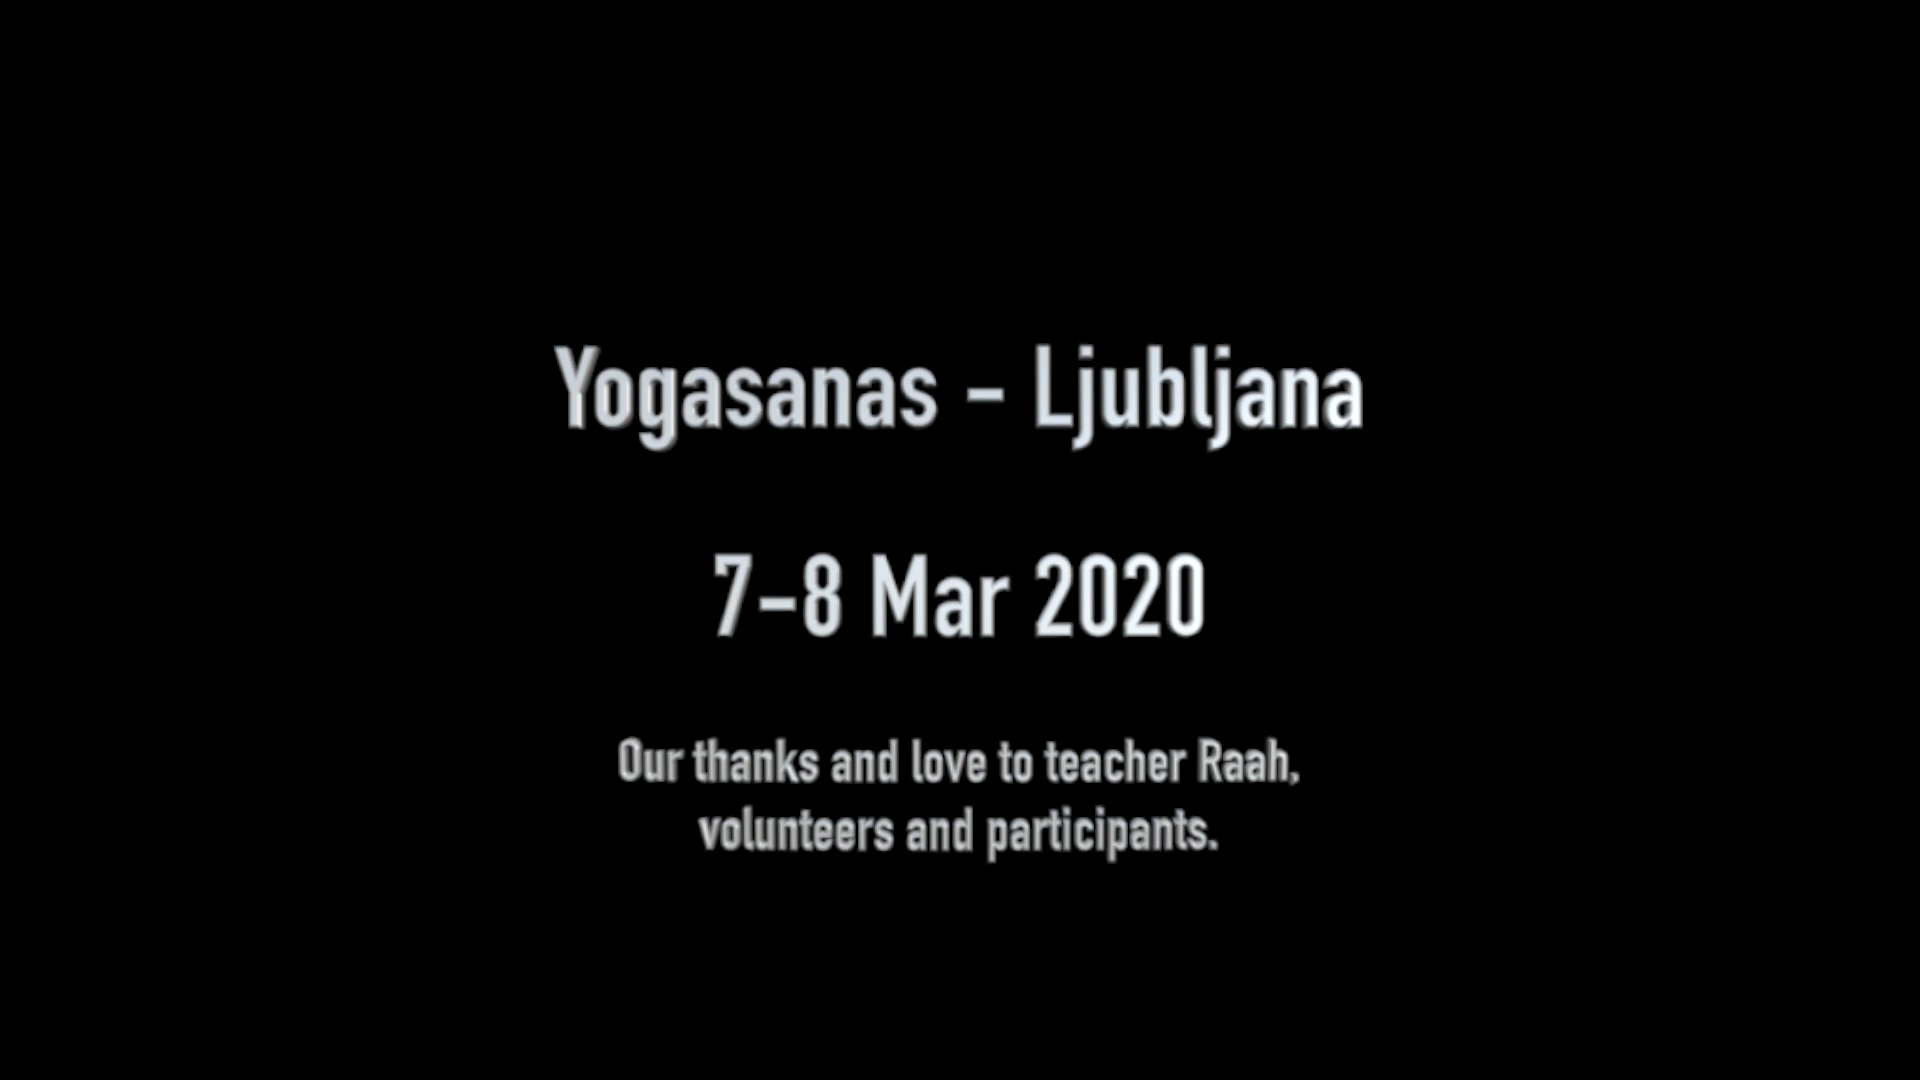 Yogasanas - Ljubljana
7-8 Mar 2020
Our thanks and love to teacher Raah,
volunteers and participants.